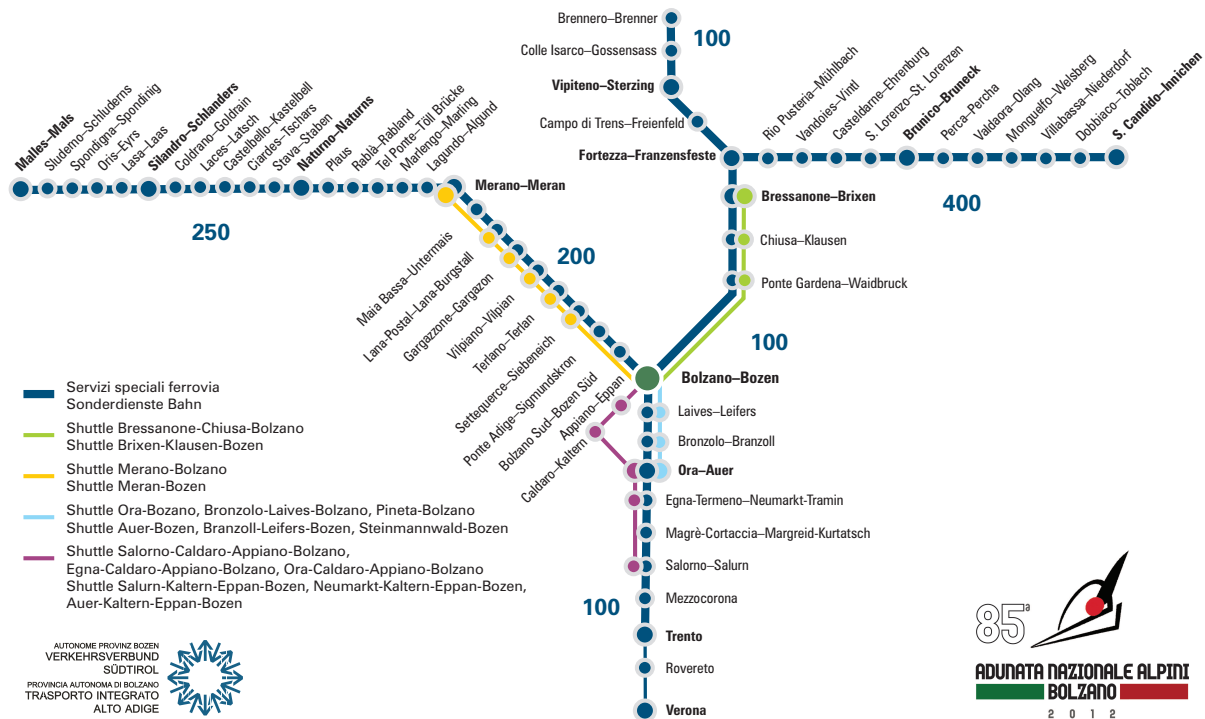 Brennero–Brenner
Colle Isarco–Gossensass
100
Vipiteno–Sterzing
Campo di Trens–Freienfeld
Fortezza–Franzensfeste
Rio Pusteria–Mühlbach
Vandoies–Vintl
Casteldarne–Ehrenburg
S. Lorenzo–St. Lorenzen
Brunico–Bruneck
Perca–Percha
Valdaora–Olang
Monguelfo–Welsberg
Villabassa–Niederdorf
Dobbiaco–Toblach
S. Candido–Innichen
400
Malles–Mals
Sluderno–Schluderns
Spondigna–Spondinig
Oris–Eyrs
Lasa–Laas
Silandro–Schlanders
Coldrano–Goldrain
Laces–Latsch
Castelbello–Kastelbell
Ciardes–Tschars
Stava–Staben
Naturno–Naturns
Plaus
Rablà–Rabland
Tel Ponte–Töll Brücke
Marlengo–Marling
Lagundo–Algund
Merano–Meran
250
200
Maia Bassa–Untermais
Lana-Postal–Lana-Burgstall
Gargazzone–Gargazon
Vilpiano–Vilpian
Terlano–Terlan
Settequerce–Siebeneich
Ponte Adige–Sigmundskron
Bolzano Sud–Bozen Süd
Appiano–Eppan
Caldaro–Kaltern
Bressanone–Brixen
Chiusa–Klausen
Ponte Gardena–Waidbruck
100
Bolzano–Bozen
Laives–Leifers
Bronzolo–Branzoll
Ora–Auer
Egna-Termeno–Neumarkt-Tramin
Magrè-Cortaccia–Margreid-Kurtatsch
Salorno–Salurn
Mezzocorona
100
Trento
Rovereto
Verona
Servizi speciali ferrovia
Sonderdienste Bahn
Shuttle Bressanone-Chiusa-Bolzano
Shuttle Brixen-Klausen-Bozen
Shuttle Merano-Bolzano
Shuttle Meran-Bozen
Shuttle Ora-Bozano, Bronzolo-Laives-Bolzano, Pineta-Bolzano
Shuttle Auer-Bozen, Branzoll-Leifers-Bozen, Steinmannwald-Bozen
Shuttle Salorno-Caldaro-Appiano-Bolzano,
Egna-Caldaro-Appiano-Bolzano, Ora-Caldaro-Appiano-Bolzano
Shuttle Salurn-Kaltern-Eppan-Bozen, Neumarkt-Kaltern-Eppan-Bozen,
Auer-Kaltern-Eppan-Bozen
AUTONOME PROVINZ BOZEN
VERKEHRSVERBUND
SÜDTIROL
PROVINCIA AUTONOMA DI BOLZANO
TRASPORTO INTEGRATO
ALTO ADIGE
85ª
ADUNATA NAZIONALE ALPINI
BOLZANO
2012